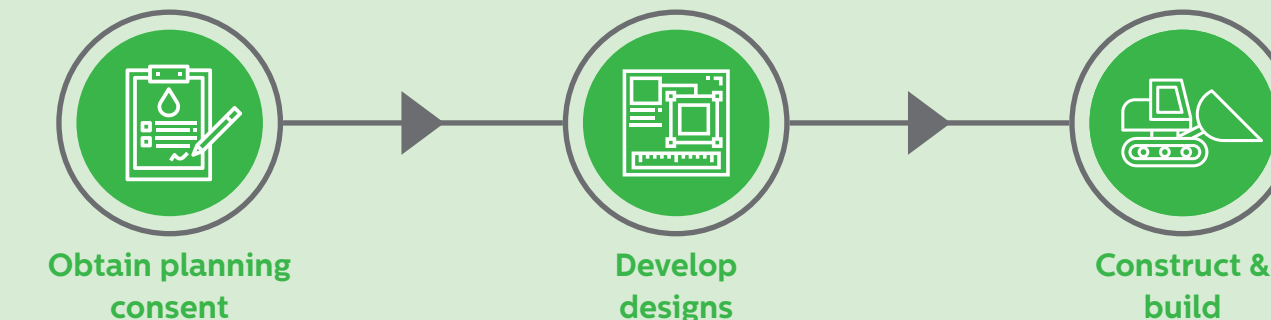 Obtain planning
consent
Develop
designs
Construct &
build